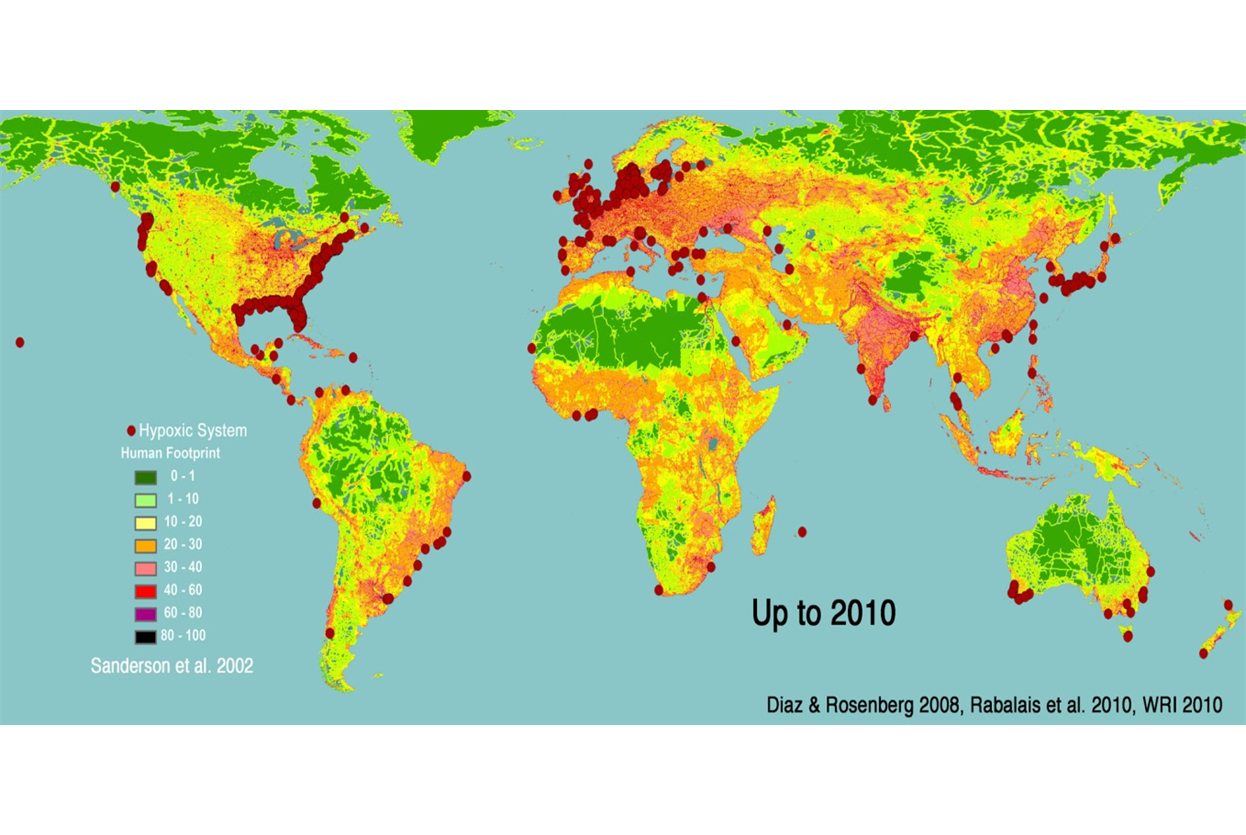 Hypoxic System
Human Footprint
0 - 1
1 - 10
10 - 20
20 - 30
30 - 40
40 - 60
60 - 80
80 - 100
Sanderson et al. 2002
Up to 2010
Diaz & Rosenberg 2008, Rabalais et al. 2010, WRI 2010